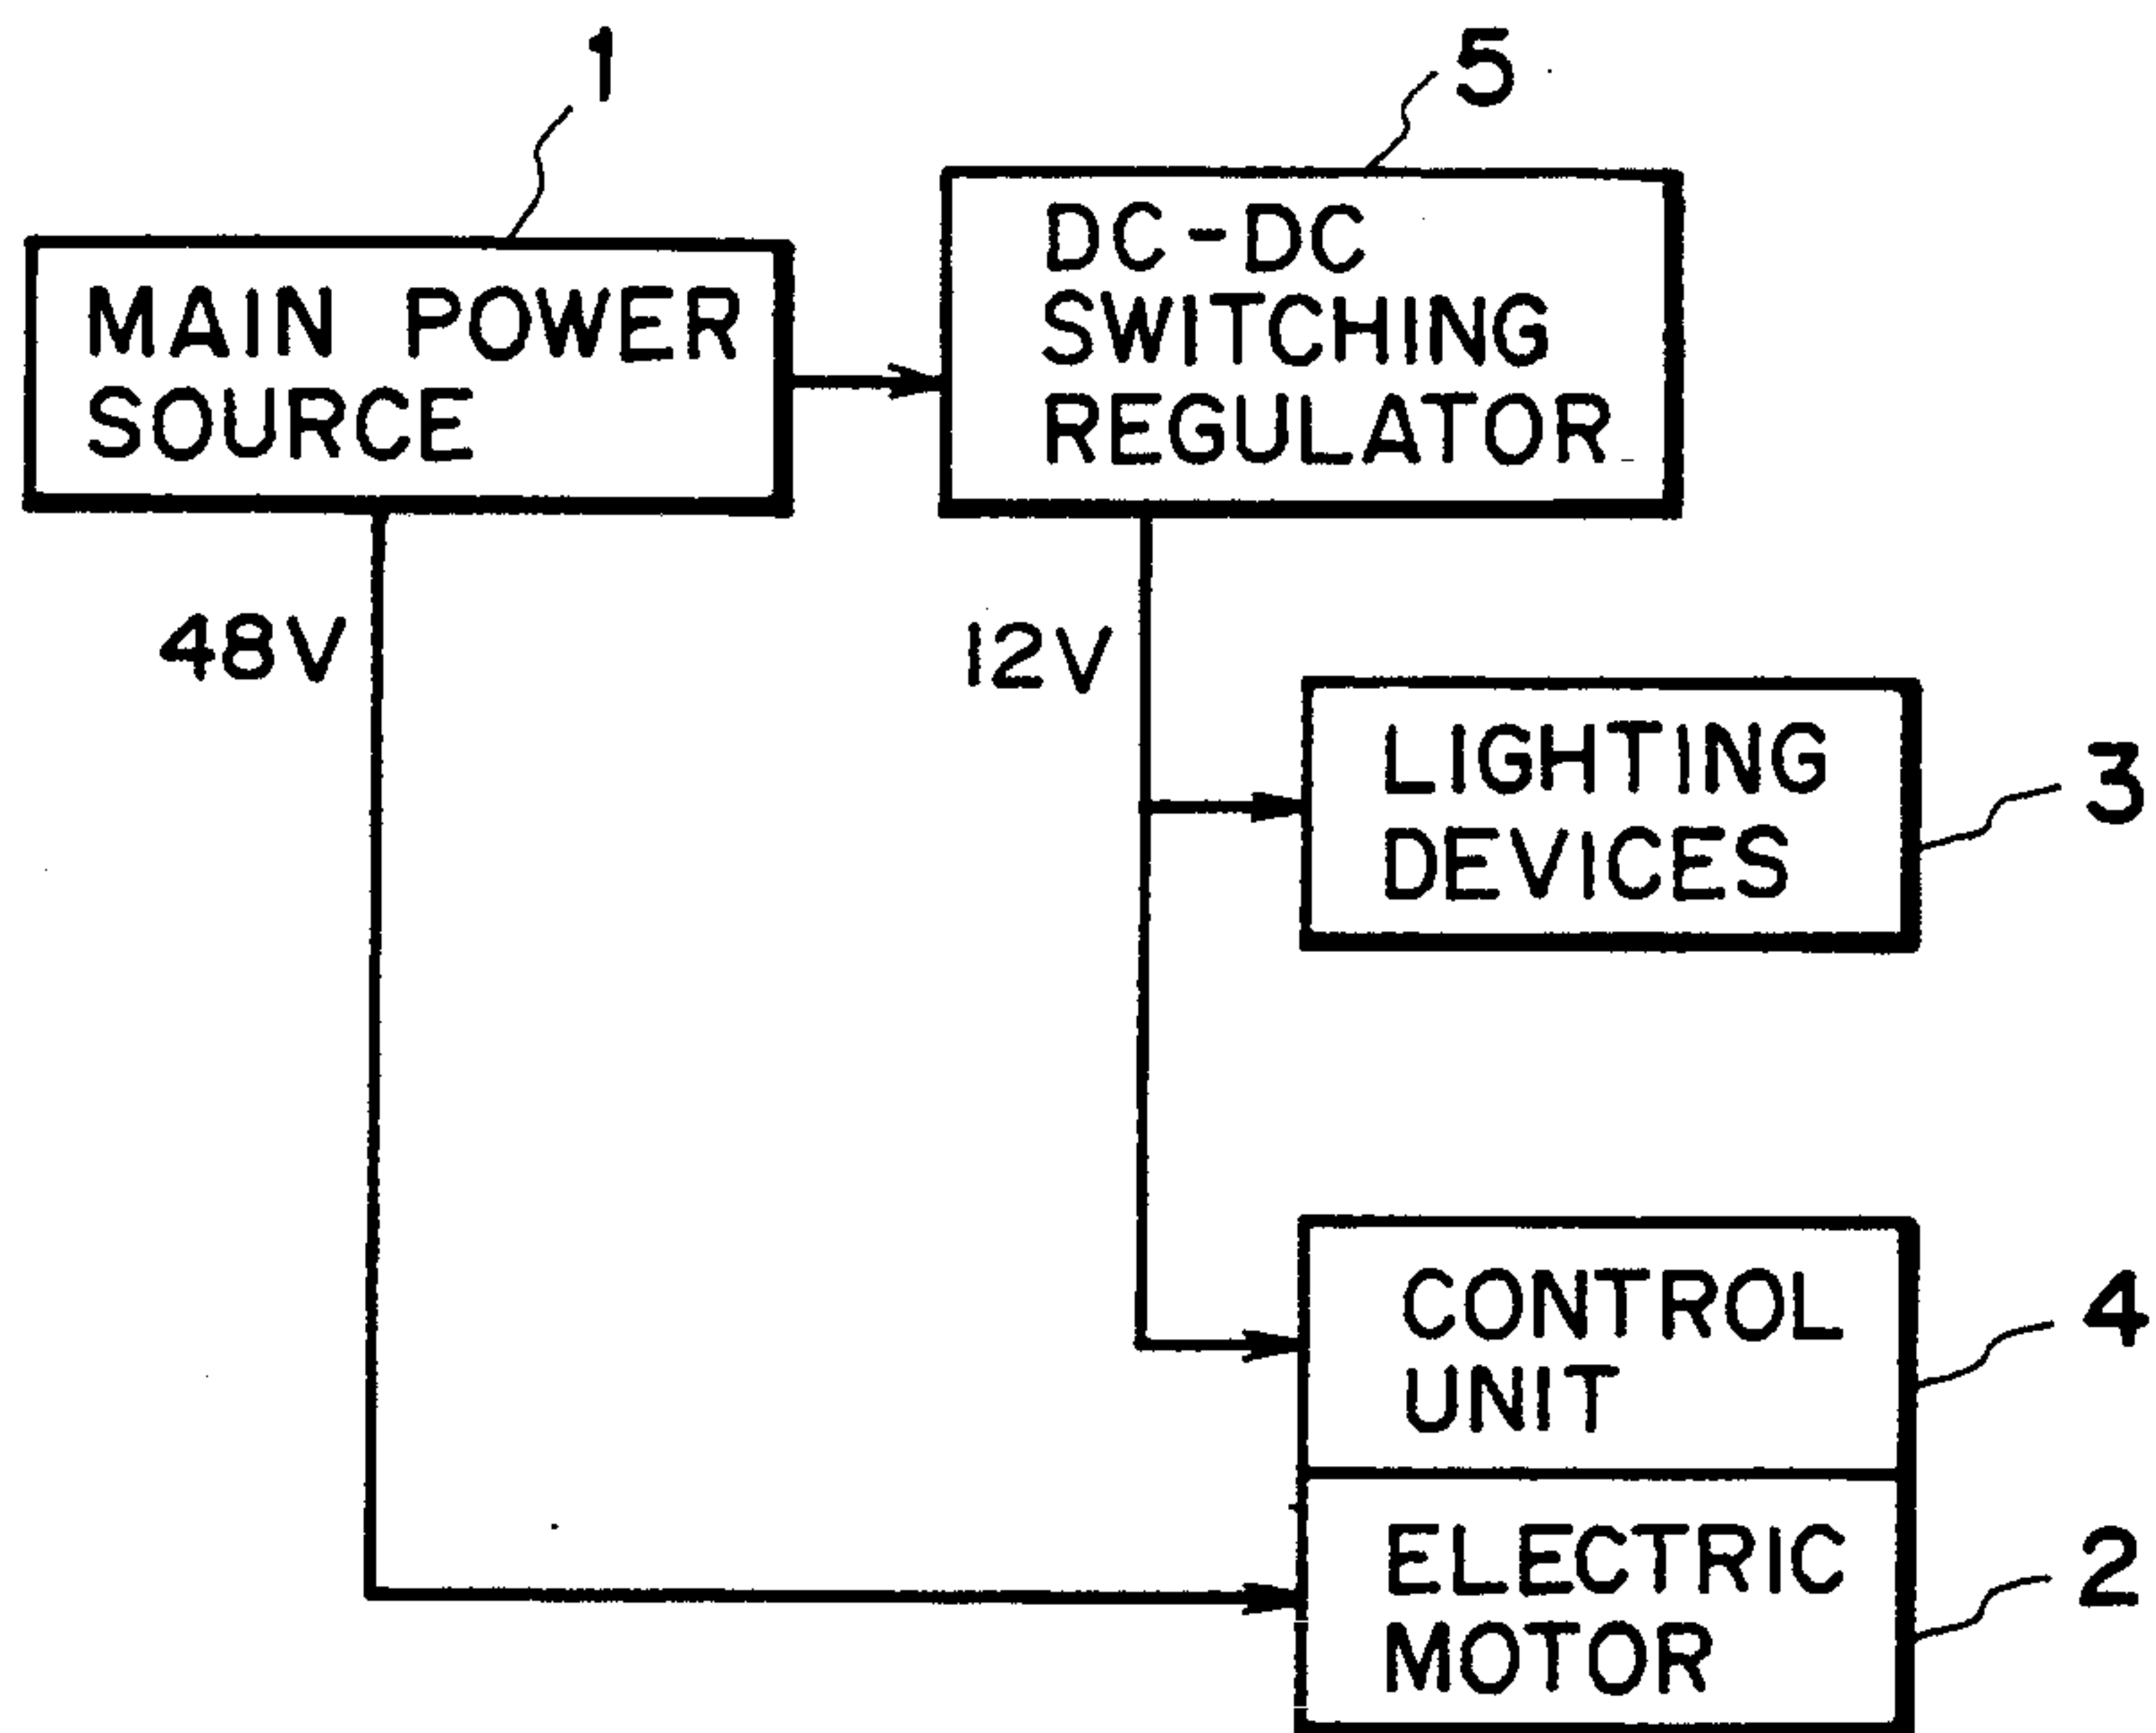 1
5
MAIN POWER
SOURCE
DC-DC
SWITCHING
REGULATOR
48V
12V
LIGHTING
DEVICES
3
CONTROL
UNIT
4
ELECTRIC
MOTOR
2